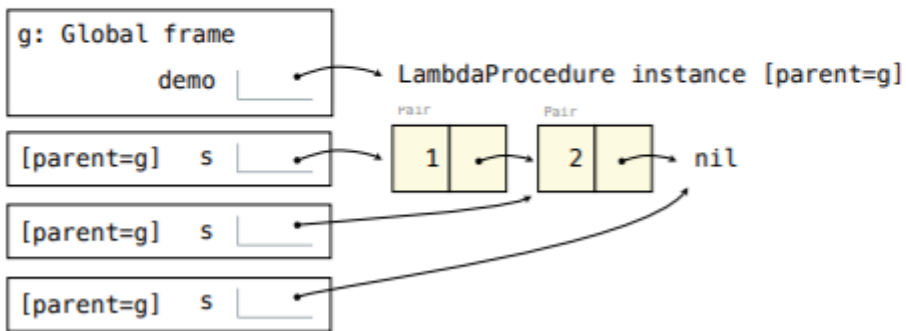 g: Global frame
demo
LambdaProcedure instance [parent=g]
Pair
Pair
[parent=g] s
1
2
nil
[parent=g] s
[parent=g] s